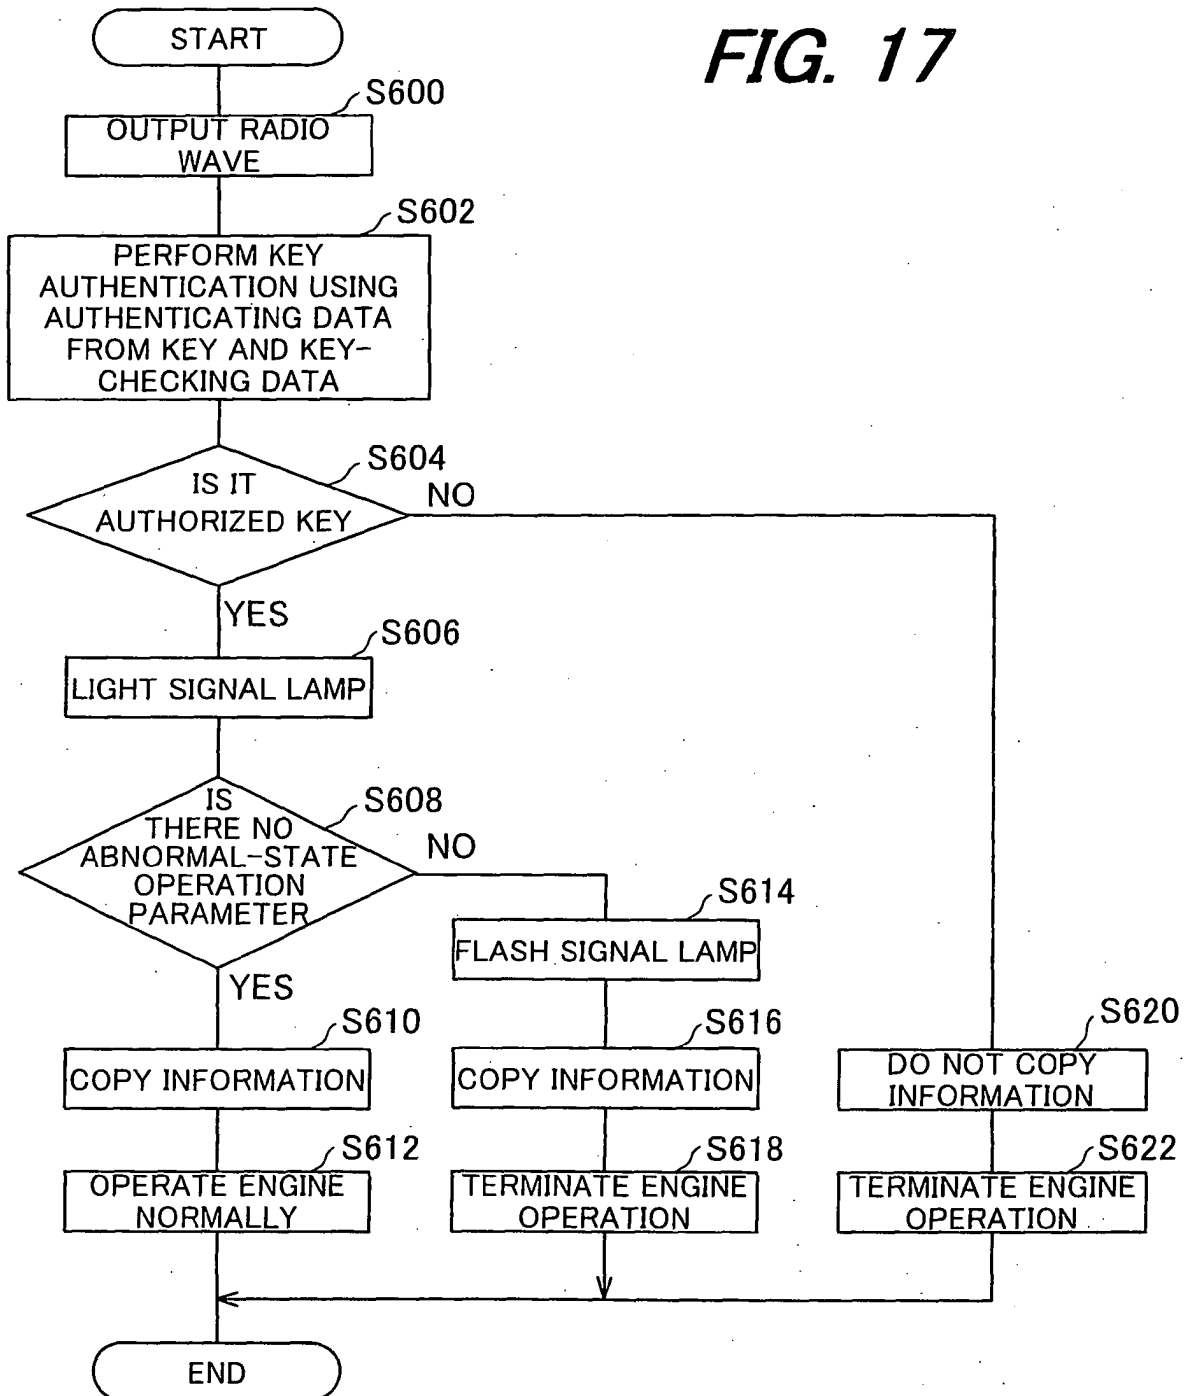 START
FIG. 17
S600
OUTPUT RADIO
WAVE
S602
PERFORM KEY
AUTHENTICATION USING
AUTHENTICATING DATA
FROM KEY AND KEY-
CHECKING DATA
S604
IS IT
AUTHORIZED KEY
NO
YES
S606
LIGHT SIGNAL LAMP
S608
IS
THERE NO
ABNORMAL-STATE
OPERATION
PARAMETER
NO
YES
S610
COPY INFORMATION
S612
OPERATE ENGINE
NORMALLY
S614
FLASH SIGNAL LAMP
S616
COPY INFORMATION
S618
TERMINATE ENGINE
OPERATION
S620
DO NOT COPY
INFORMATION
S622
TERMINATE ENGINE
OPERATION
END